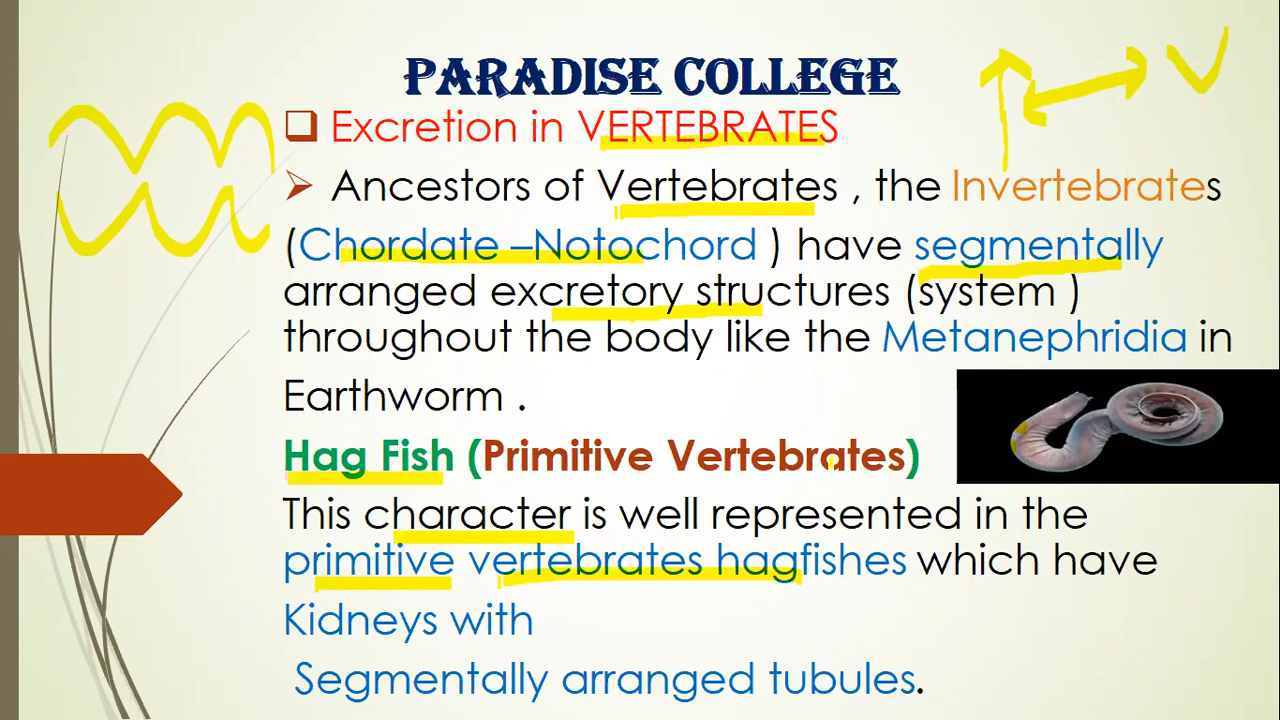 PARADISE COLLEGE
Excretion in VERTEBRATES
Ancestors of Vertebrates , the Invertebrates
(Chordate –Notochord ) have segmentally
arranged excretory structures (system )
throughout the body like the Metanephridia in
Earthworm .
Hag Fish (Primitive Vertebrates)
This character is well represented in the
primitive vertebrates hagfishes which have
Kidneys with
Segmentally arranged tubules.